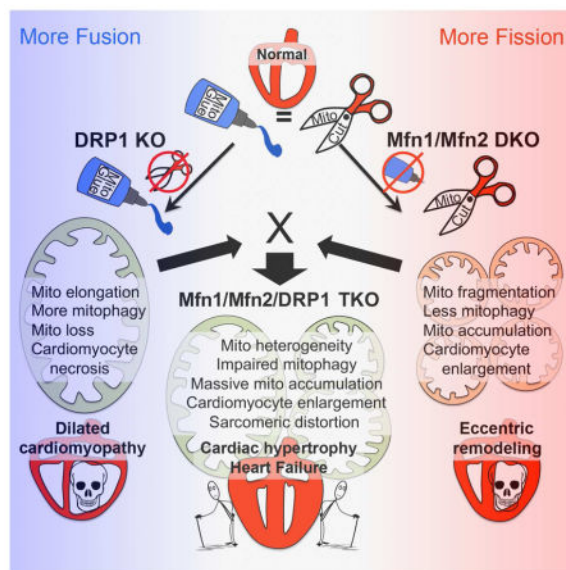 More Fusion
More Fission
Normal
Mito
Glue
=
Mito
Cut
DRP1 KO
Mfn1/Mfn2 DKO
Mito
Glue
Mito
Cut
X
Mito elongation
More mitophagy
Mito loss
Cardiomyocyte
necrosis
Dilated
cardiomyopathy
Mfn1/Mfn2/DRP1 TKO
Mito heterogeneity
Impaired mitophagy
Massive mito accumulation
Cardiomyocyte enlargement
Sarcomeric distortion
Cardiac hypertrophy
Heart Failure
Mito fragmentation
Less mitophagy
Mito accumulation
Cardiomyocyte
enlargement
Eccentric
remodeling